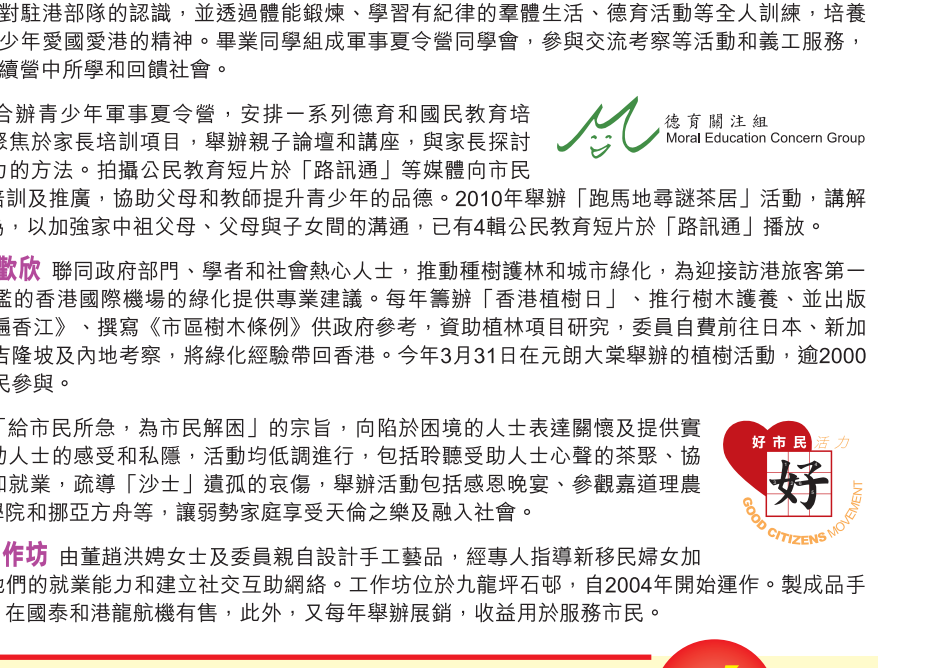 對駐港部隊的認識，並透過體能鍛煉、學習有紀律的羣體生活、德育活動等全人訓練，培養
少年愛國愛港的精神。畢業同學組成軍事夏令營同學會，參與交流考察等活動和義工服務，
續營中所學和回饋社會。
合辦青少年軍事夏令營，安排一系列德育和國民教育培
聚焦於家長培訓項目，舉辦親子論壇和講座，與家長探討
力的方法。拍攝公民教育短片於「路訊通」等媒體向市民
德育關注組
Moral Education Concern Group
培訓及推廣，協助父母和教師提升青少年的品德。2010年舉辦「跑馬地尋謎茶居」活動，講解
，以加強家中祖父母、父母與子女間的溝通，已有4輯公民教育短片於「路訊通」播放。
歡欣 聯同政府部門、學者和社會熱心人士，推動種樹護林和城市綠化，為迎接訪港旅客第一
的香港國際機場的綠化提供專業建議。每年籌辦「香港植樹日」、推行樹木護養、並出版
遍香江》、撰寫《市區樹木條例》供政府參考，資助植林項目研究，委員自費前往日本、新加
吉隆坡及內地考察，將綠化經驗帶回香港。今年3月31日在元朗大棠舉辦的植樹活動，逾2000
民參與。
「給市民所急，為市民解困」的宗旨，向陷於困境的人士表達關懷及提供實
助人士的感受和私隱，活動均低調進行，包括聆聽受助人士心聲的茶聚、協
和就業，疏導「沙士」遺孤的哀傷，舉辦活動包括感恩晚宴、參觀嘉道理農
學院和挪亞方舟等，讓弱勢家庭享受天倫之樂及融入社會。
好市民活力
好
GOOD CITIZENS MOVEMENT
作坊 由董趙洪娉女士及委員親自設計手工藝品，經專人指導新移民婦女加
他們的就業能力和建立社交互助網絡。工作坊位於九龍坪石邨，自2004年開始運作。製成品手
，在國泰和港龍航機有售，此外，又每年舉辦展銷，收益用於服務市民。